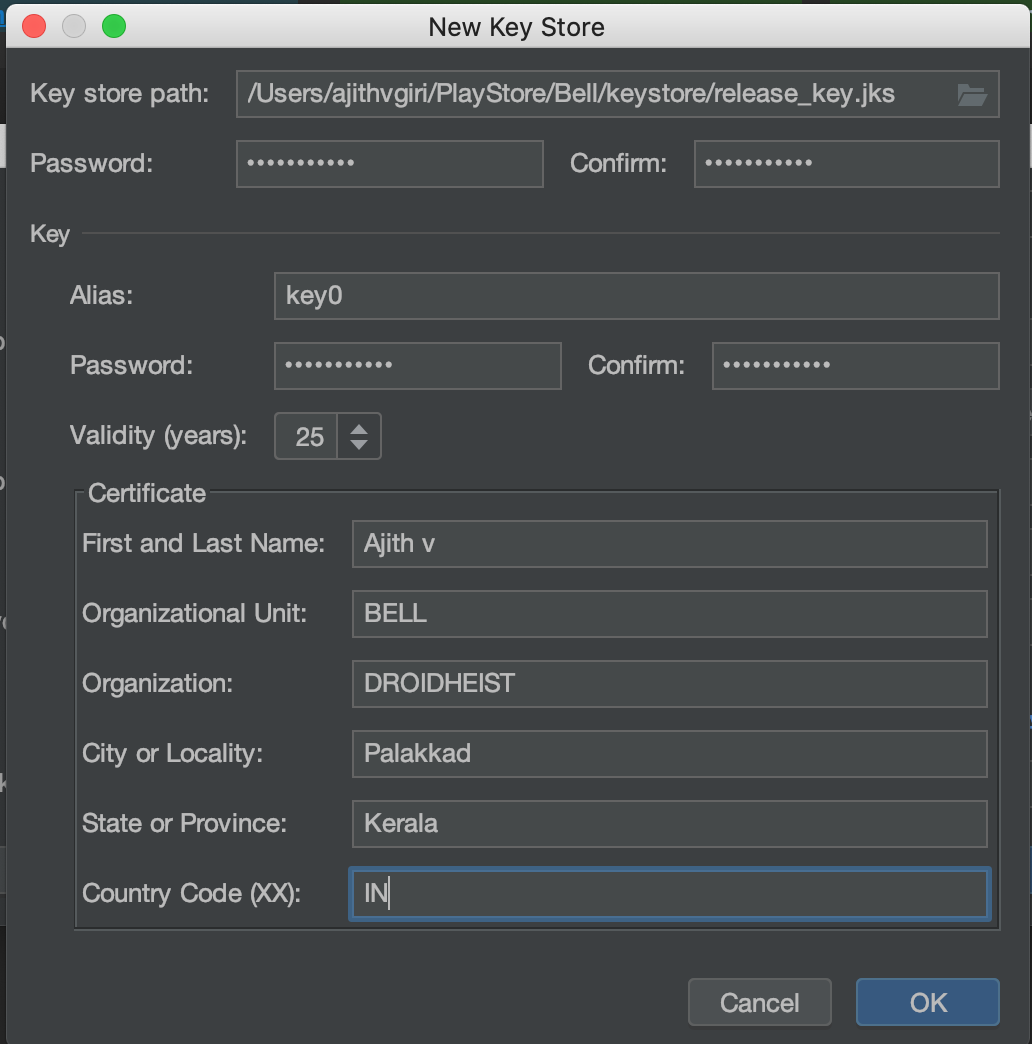 New Key Store
Key store path: /Users/ajithvgiri/PlayStore/Bell/keystore/release_key.jks
Password: ••••••••••• Confirm: •••••••••••
Key
Alias: key0
Password: ••••••••••• Confirm: •••••••••••
Validity (years): 25
Certificate
First and Last Name: Ajith v
Organizational Unit: BELL
Organization: DROIDHEIST
City or Locality: Palakkad
State or Province: Kerala
Country Code (XX): IN
Cancel OK